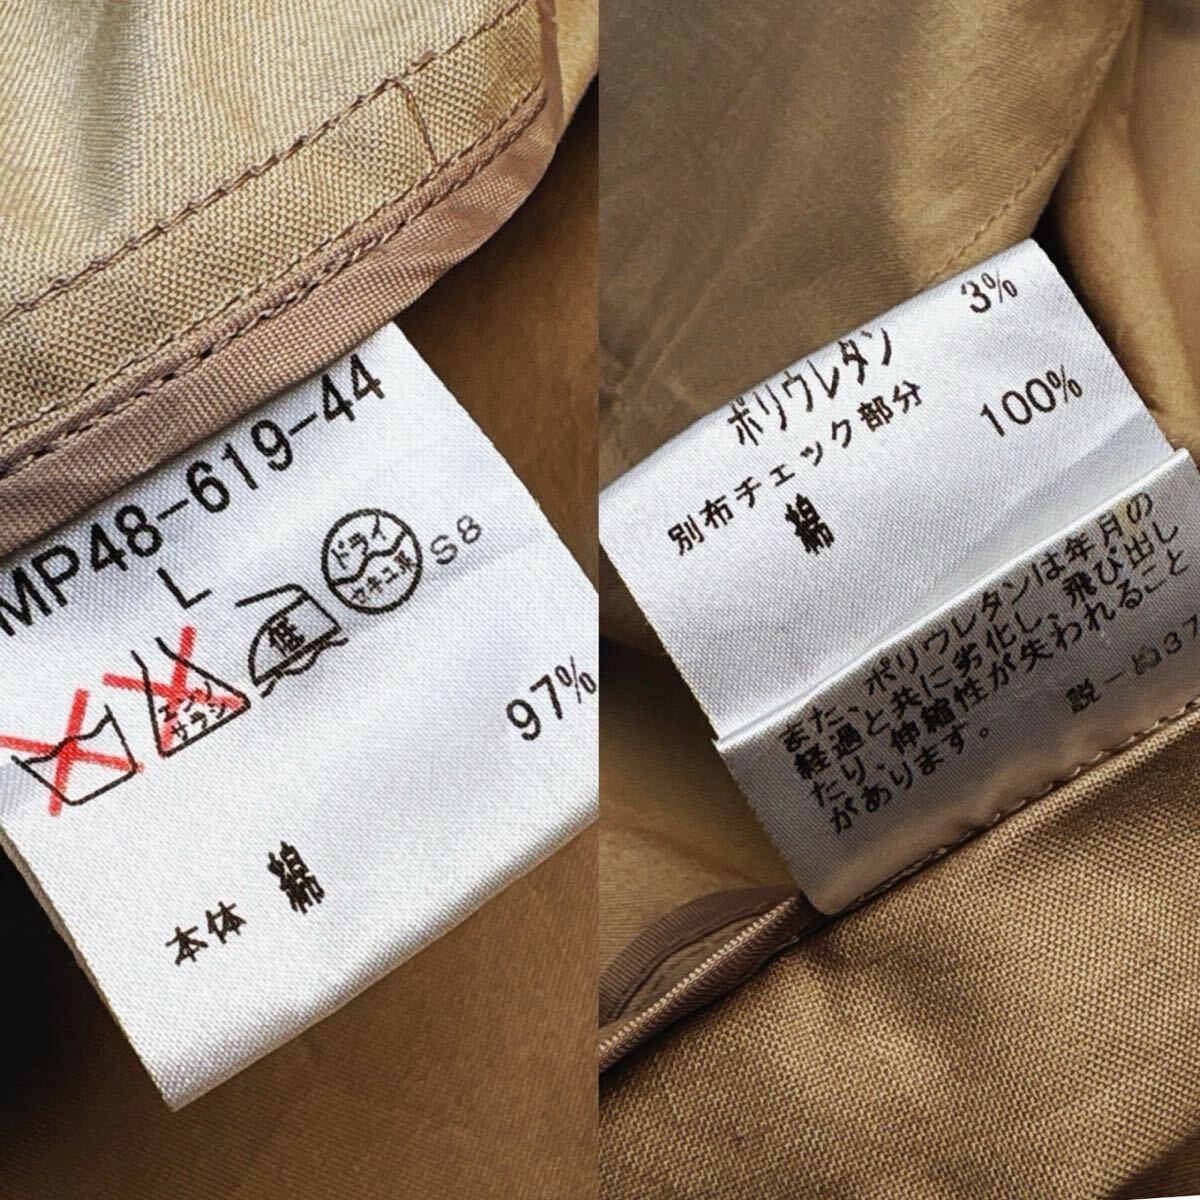 MP48-619-44
L
エンソ
サラシ
低
ドライ
セキユ系
S8
97%
本体 綿
ポリウレタン 3%
別布チェック部分
綿 100%
また、ポリウレタンは年月の
経過と共に劣化し、飛び出し
たり、伸縮性が失われること
があります。
説-ぬ37